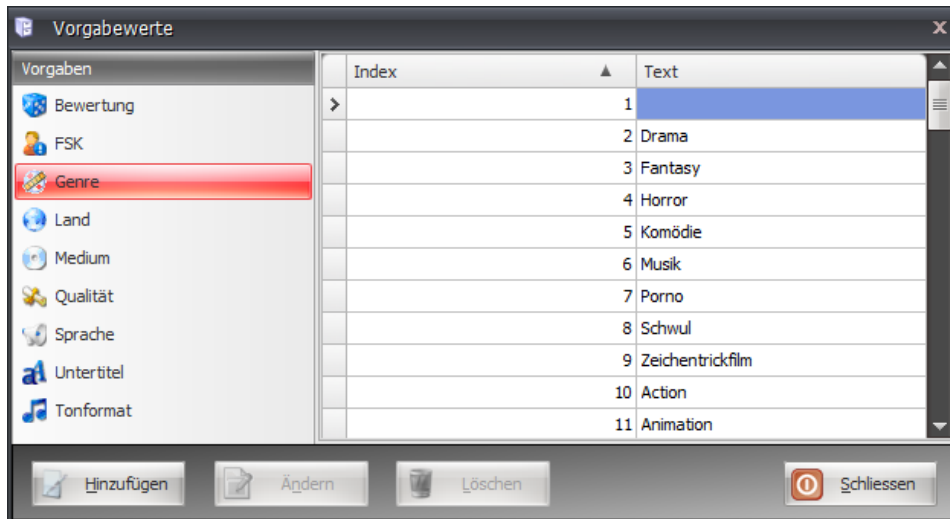 Vorgabewerte
Vorgaben
Bewertung
FSK
Genre
Land
Medium
Qualität
Sprache
Untertitel
Tonformat
Index Text
1
2 Drama
3 Fantasy
4 Horror
5 Komödie
6 Musik
7 Porno
8 Schwul
9 Zeichentrickfilm
10 Action
11 Animation
Hinzufügen Ändern Löschen Schliessen